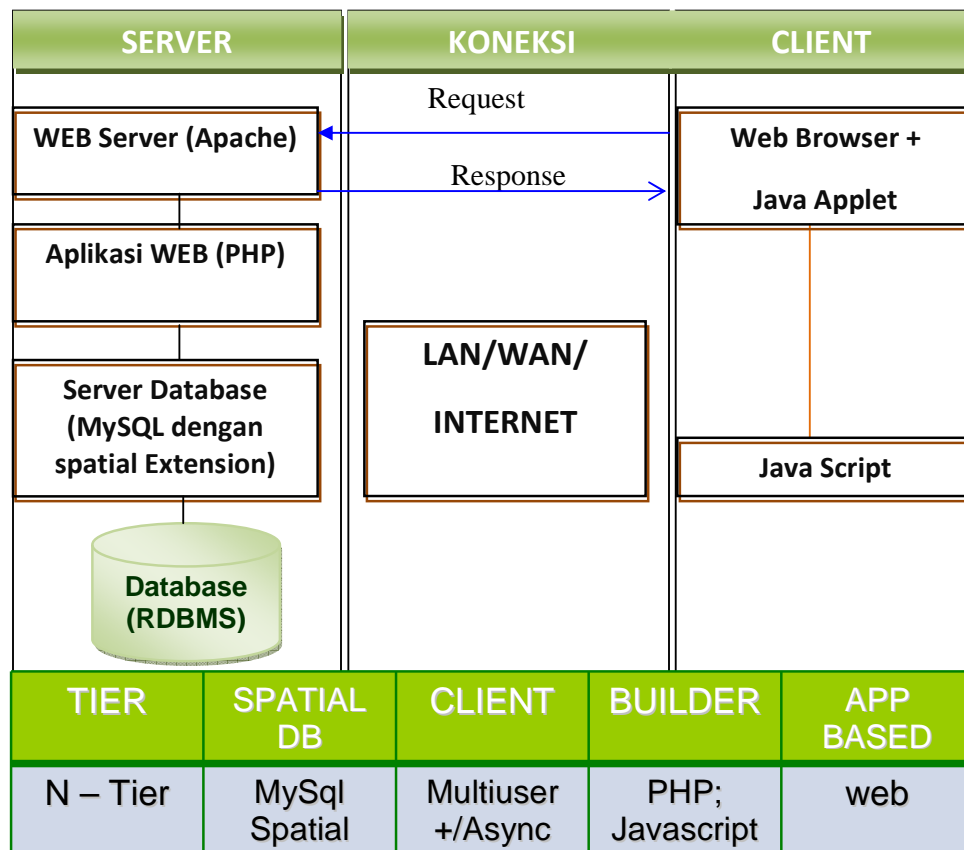 SERVER
KONEKSI
CLIENT
Request
WEB Server (Apache)
Response
Web Browser +
Java Applet
Aplikasi WEB (PHP)
LAN/WAN/
INTERNET
Server Database
(MySQL dengan
spatial Extension)
Java Script
Database
(RDBMS)
TIER
SPATIAL
DB
CLIENT
BUILDER
APP
BASED
N – Tier
MySql
Spatial
Multiuser
+/Async
PHP;
Javascript
web